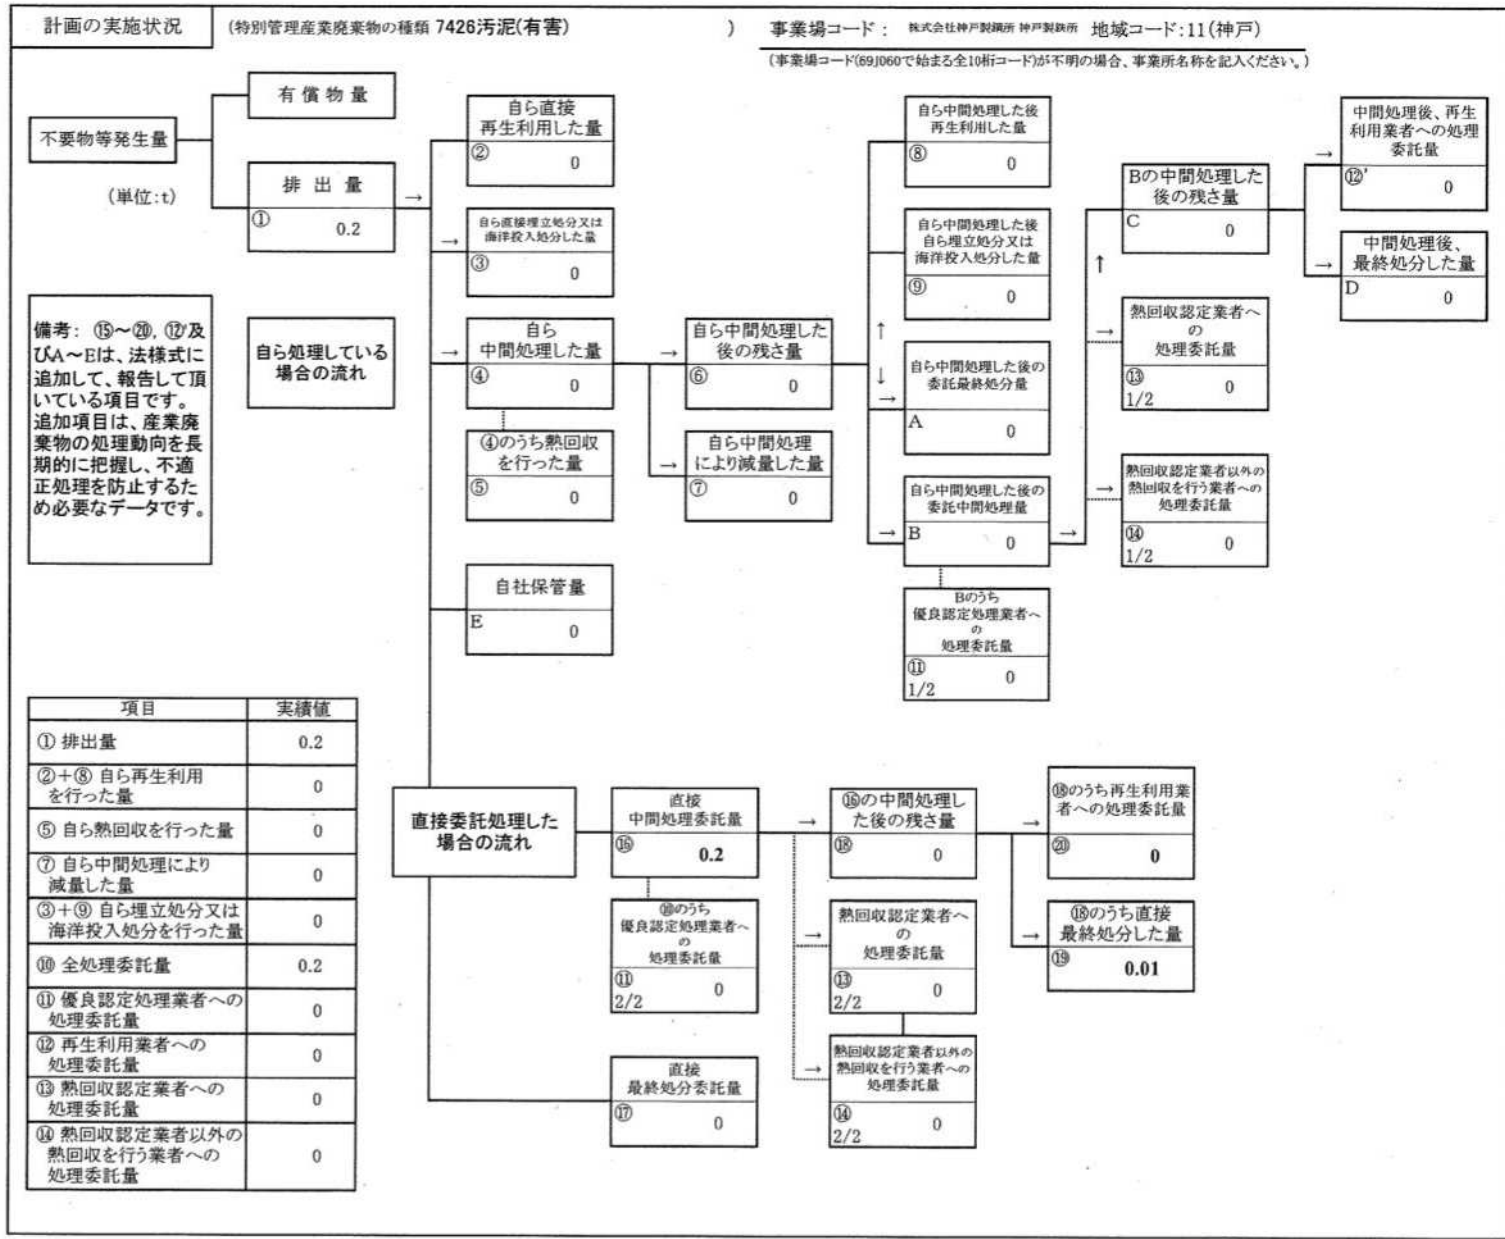 計画の実施状況
(特別管理産業廃棄物の種類 7426汚泥(有害) )
事業場コード： 株式会社神戸製鋼所 神戸製鉄所 地域コード:11(神戸)
(事業場コード(69J060で始まる全10桁コード)が不明の場合、事業所名称を記入ください。)
不要物等発生量
(単位:t)
有償物量
排出量
① 0.2
→
自ら直接
再生利用した量
② 0
→
自ら直接埋立処分又は
海洋投入処分した量
③ 0
→
自ら
中間処理した量
④ 0
④のうち熱回収
を行った量
⑤ 0
→
自ら中間処理した
後の残さ量
⑥ 0
→
自ら中間処理
により減量した量
⑦ 0
自ら中間処理した後
再生利用した量
⑧ 0
自ら中間処理した後
自ら埋立処分又は
海洋投入処分した量
⑨ 0
↑
↓
→
自ら中間処理した後の
委託最終処分量
A 0
自ら中間処理した後の
委託中間処理量
→
B 0
→
Bのうち
優良認定処理業者へ
の
処理委託量
⑪
1/2 0
Bの中間処理した
後の残さ量
C 0
↑
→
熱回収認定業者へ
の
処理委託量
⑬
1/2 0
→
熱回収認定業者以外の
熱回収を行う業者への
処理委託量
⑭
1/2 0
→
中間処理後、再生
利用業者への処理
委託量
⑫' 0
→
中間処理後、
最終処分した量
D 0
備考： ⑮～⑳, ⑫'及
びA～Eは、法様式に
追加して、報告して頂
いている項目です。
追加項目は、産業廃
棄物の処理動向を長
期的に把握し、不適
正処理を防止するた
め必要なデータです。
自ら処理している
場合の流れ
自社保管量
E 0
項目 実績値
① 排出量 0.2
②＋⑧ 自ら再生利用
を行った量 0
⑤ 自ら熱回収を行った量 0
⑦ 自ら中間処理により
減量した量 0
③＋⑨ 自ら埋立処分又は
海洋投入処分を行った量 0
⑩ 全処理委託量 0.2
⑪ 優良認定処理業者への
処理委託量 0
⑫ 再生利用業者への
処理委託量 0
⑬ 熱回収認定業者への
処理委託量 0
⑭ 熱回収認定業者以外の
熱回収を行う業者への
処理委託量 0
直接委託処理した
場合の流れ
直接
中間処理委託量
⑯ 0.2
のうち
優良認定処理業者へ
の
処理委託量
⑪
2/2 0
直接
最終処分委託量
⑰ 0
→
⑯の中間処理し
た後の残さ量
⑱ 0
→
熱回収認定業者へ
の
処理委託量
⑬
2/2 0
→
熱回収認定業者以外の
熱回収を行う業者への
処理委託量
⑭
2/2 0
→
⑱のうち再生利用業
者への処理委託量
⑳ 0
→
⑱のうち直接
最終処分した量
⑲ 0.01